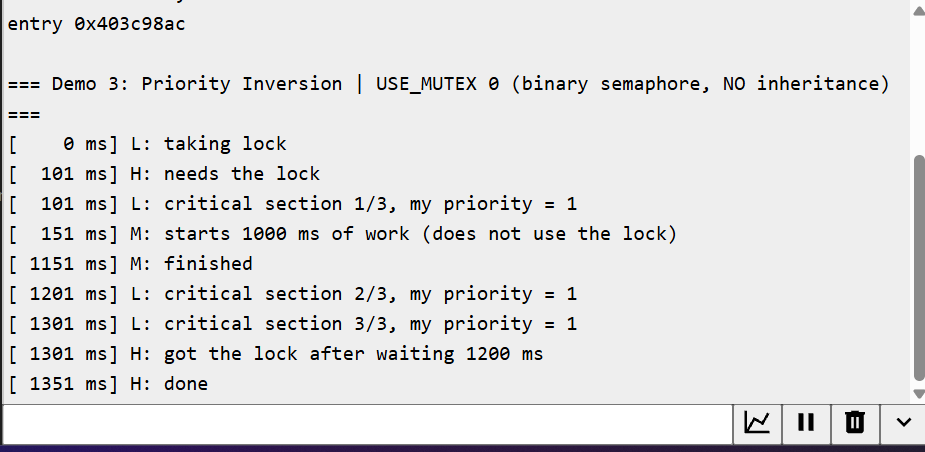 entry 0x403c98ac
=== Demo 3: Priority Inversion | USE_MUTEX 0 (binary semaphore, NO inheritance)
===
[    0 ms] L: taking lock
[  101 ms] H: needs the lock
[  101 ms] L: critical section 1/3, my priority = 1
[  151 ms] M: starts 1000 ms of work (does not use the lock)
[ 1151 ms] M: finished
[ 1201 ms] L: critical section 2/3, my priority = 1
[ 1301 ms] L: critical section 3/3, my priority = 1
[ 1301 ms] H: got the lock after waiting 1200 ms
[ 1351 ms] H: done